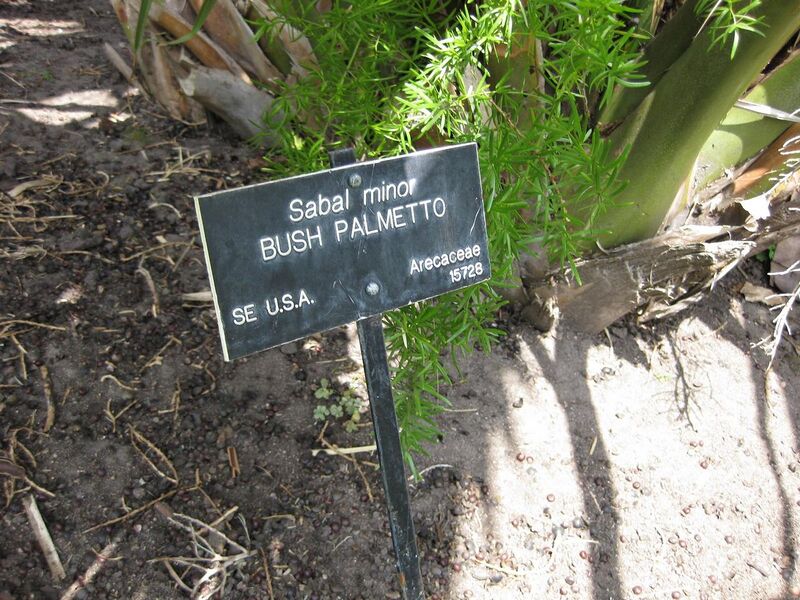 Sabal minor
BUSH PALMETTO
Arecaceae
15728
SE U.S.A.